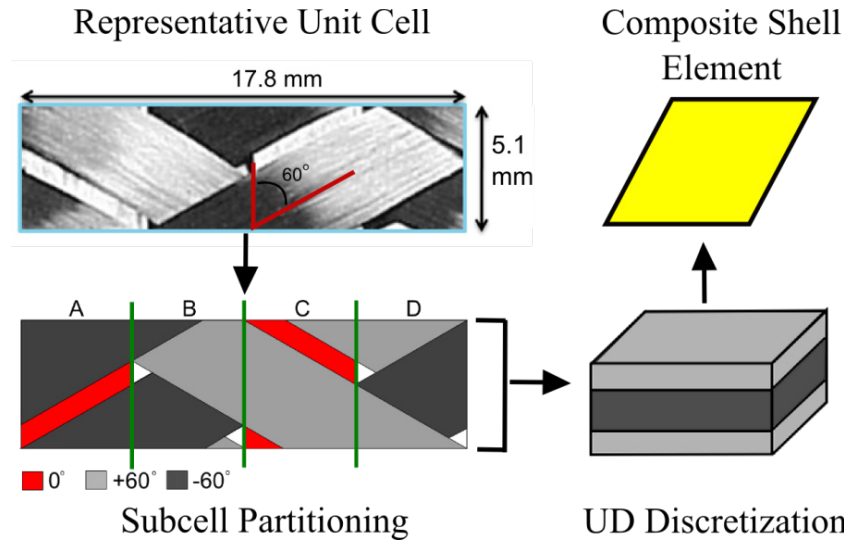 Representative Unit Cell
Composite Shell
Element
17.8 mm
5.1
mm
60°
A B C D
0° +60° -60°
Subcell Partitioning
UD Discretization